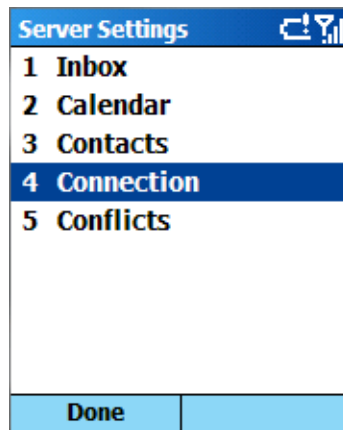 Server Settings
1 Inbox
2 Calendar
3 Contacts
4 Connection
5 Conflicts
Done